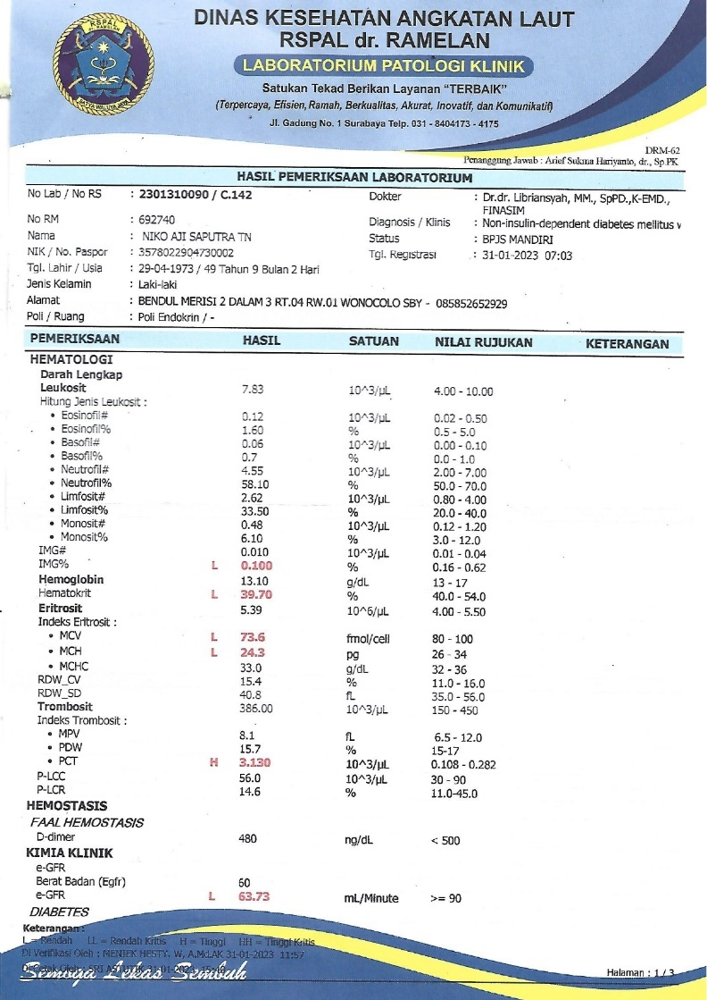 RSPAL
dr. RAMELAN
DINAS KESEHATAN ANGKATAN LAUT
RSPAL dr. RAMELAN
LABORATORIUM PATOLOGI KLINIK
Satukan Tekad Berikan Layanan "TERBAIK"
(Terpercaya, Efisien, Ramah, Berkualitas, Akurat, Inovatif, dan Komunikatif)
Jl. Gadung No. 1 Surabaya Telp. 031 - 8404173 - 4175
DRM-62
Penanggung Jawab : Arief Sukma Hariyanto, dr., Sp.PK
HASIL PEMERIKSAAN LABORATORIUM
No Lab / No RS : 2301310090 / C.142 Dokter : Dr.dr. Libriansyah, MM., SpPD.,K-EMD., FINASIM
No RM : 692740 Diagnosis / Klinis : Non-insulin-dependent diabetes mellitus v
Nama : NIKO AJI SAPUTRA TN Status : BPJS MANDIRI
NIK / No. Paspor : 3578022904730002 Tgl. Registrasi : 31-01-2023 07:03
Tgl. Lahir / Usia : 29-04-1973 / 49 Tahun 9 Bulan 2 Hari
Jenis Kelamin : Laki-laki
Alamat : BENDUL MERISI 2 DALAM 3 RT.04 RW.01 WONOCOLO SBY - 085852652929
Poli / Ruang : Poli Endokrin / -
PEMERIKSAAN HASIL SATUAN NILAI RUJUKAN KETERANGAN
HEMATOLOGI
Darah Lengkap
Leukosit 7.83 10^3/µL 4.00 - 10.00
Hitung Jenis Leukosit :
• Eosinofil# 0.12 10^3/µL 0.02 - 0.50
• Eosinofil% 1.60 % 0.5 - 5.0
• Basofil# 0.06 10^3/µL 0.00 - 0.10
• Basofil% 0.7 % 0.0 - 1.0
• Neutrofil# 4.55 10^3/µL 2.00 - 7.00
• Neutrofil% 58.10 % 50.0 - 70.0
• Limfosit# 2.62 10^3/µL 0.80 - 4.00
• Limfosit% 33.50 % 20.0 - 40.0
• Monosit# 0.48 10^3/µL 0.12 - 1.20
• Monosit% 6.10 % 3.0 - 12.0
IMG# 0.010 10^3/µL 0.01 - 0.04
IMG% L 0.100 % 0.16 - 0.62
Hemoglobin 13.10 g/dL 13 - 17
Hematokrit L 39.70 % 40.0 - 54.0
Eritrosit 5.39 10^6/µL 4.00 - 5.50
Indeks Eritrosit :
• MCV L 73.6 fmol/cell 80 - 100
• MCH L 24.3 pg 26 - 34
• MCHC 33.0 g/dL 32 - 36
RDW_CV 15.4 % 11.0 - 16.0
RDW_SD 40.8 fL 35.0 - 56.0
Trombosit 386.00 10^3/µL 150 - 450
Indeks Trombosit :
• MPV 8.1 fL 6.5 - 12.0
• PDW 15.7 % 15-17
• PCT H 3.130 10^3/µL 0.108 - 0.282
P-LCC 56.0 10^3/µL 30 - 90
P-LCR 14.6 % 11.0-45.0
HEMOSTASIS
FAAL HEMOSTASIS
D-dimer 480 ng/dL < 500
KIMIA KLINIK
e-GFR
Berat Badan (Egfr) 60
e-GFR L 63.73 mL/Minute >= 90
DIABETES
Keterangan :
L = Rendah LL = Rendah Kritis H = Tinggi HH = Tinggi Kritis
Di Verifikasi Oleh : MENIEK HESTY. W, A.Md.AK 31-01-2023 11:57
Di Cetak Oleh : SRI ASTUTIK 31-01-2023 15:40
Semoga Lekas Sembuh
Halaman : 1 / 3